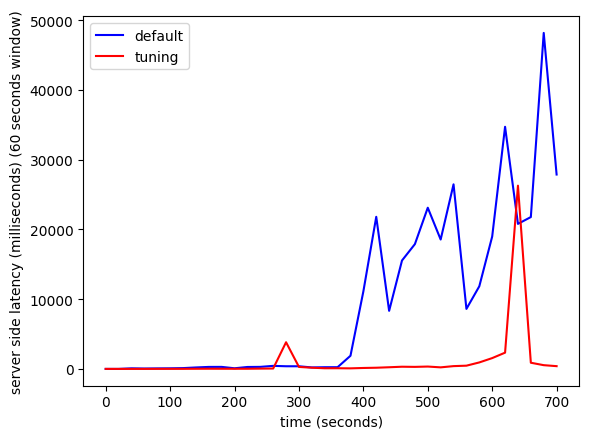 server side latency (milliseconds) (60 seconds window)
50000
40000
30000
20000
10000
0
default
tuning
0 100 200 300 400 500 600 700
time (seconds)